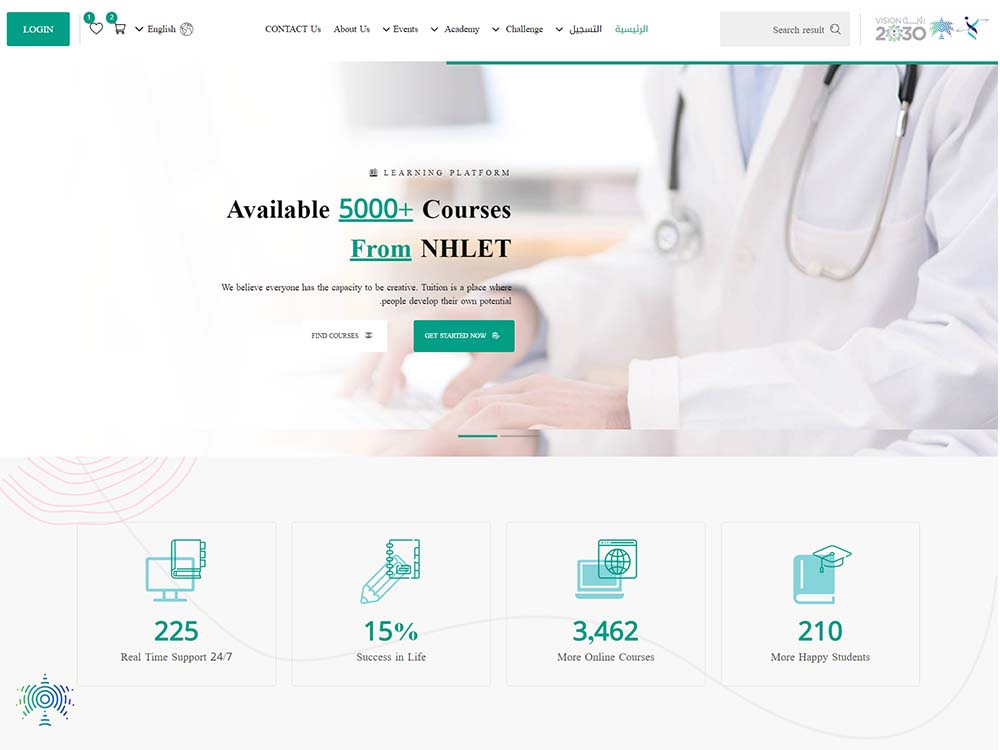 LOGIN
1
2
English
CONTACT Us
About Us
Events
Academy
Challenge
التسجيل
الرئيسية
Search result
VISION رؤيــة
2030
LEARNING PLATFORM
Available 5000+ Courses
From NHLET
We believe everyone has the capacity to be creative. Tuition is a place where
.people develop their own potential
FIND COURSES
GET STARTED NOW
225
Real Time Support 24/7
15%
Success in Life
3,462
More Online Courses
210
More Happy Students